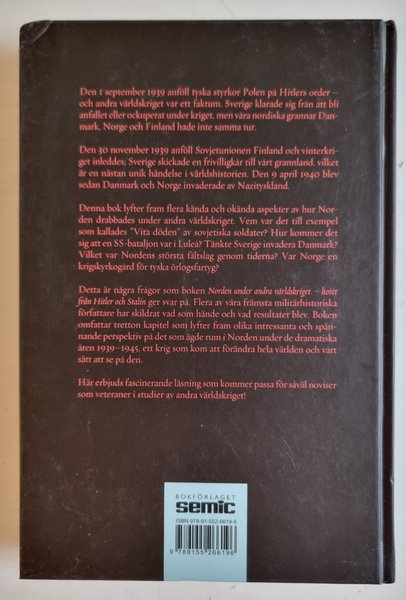 Den 1 september 1939 anföll tyska styrkor Polen på Hitlers order –
och andra världskriget var ett faktum. Sverige klarade sig från att bli
anfallet eller ockuperat under kriget, men våra nordiska grannar Dan-
mark, Norge och Finland hade inte samma tur.
Den 30 november 1939 anföll Sovjetunionen Finland och vinterkri-
get inleddes; Sverige skickade en frivilligkår till vårt grannland, vilket
är en nästan unik händelse i världshistorien. Den 9 april 1940 blev
sedan Danmark och Norge invaderade av Nazityskland.
Denna bok lyfter fram flera kända och okända aspekter av hur Nor-
den drabbades under andra världskriget. Vem var det till exempel
som kallades "Vita döden" av sovjetiska soldater? Hur kommer det
sig att en SS-bataljon var i Luleå? Tänkte Sverige invadera Danmark?
Vilket var Nordens största fältslag genom tiderna? Var Norge en
krigskyrkogård för tyska örlogsfartyg?
Detta är några frågor som boken Norden under andra världskriget – hotet
från Hitler och Stalin ger svar på. Flera av våra främsta militärhistoriska
författare har skildrat vad som hände och vad resultatet blev. Boken
omfattar tretton kapitel som lyfter fram olika intressanta och spän-
nande perspektiv på det som ägde rum i Norden under de dramatiska
åren 1939–1945, ett krig som kom att förändra hela världen och vårt
sätt att se på den.
Här erbjuds fascinerande läsning som kommer passa för såväl noviser
som veteraner i studier av andra världskriget!
BOKFÖRLAGET
semic
ISBN 978-91-552-6619-6
9 789155 266196